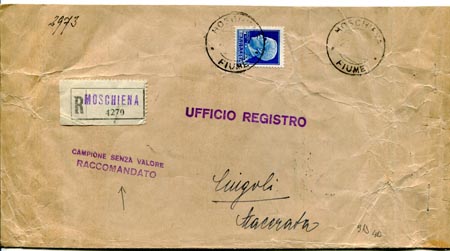 2973
MOSCHIENA
FIUME
MOSCHIENA
FIUME
R MOSCHIENA
4279
UFFICIO REGISTRO
CAMPIONE SENZA VALORE
RACCOMANDATO
Cingoli
Macerata